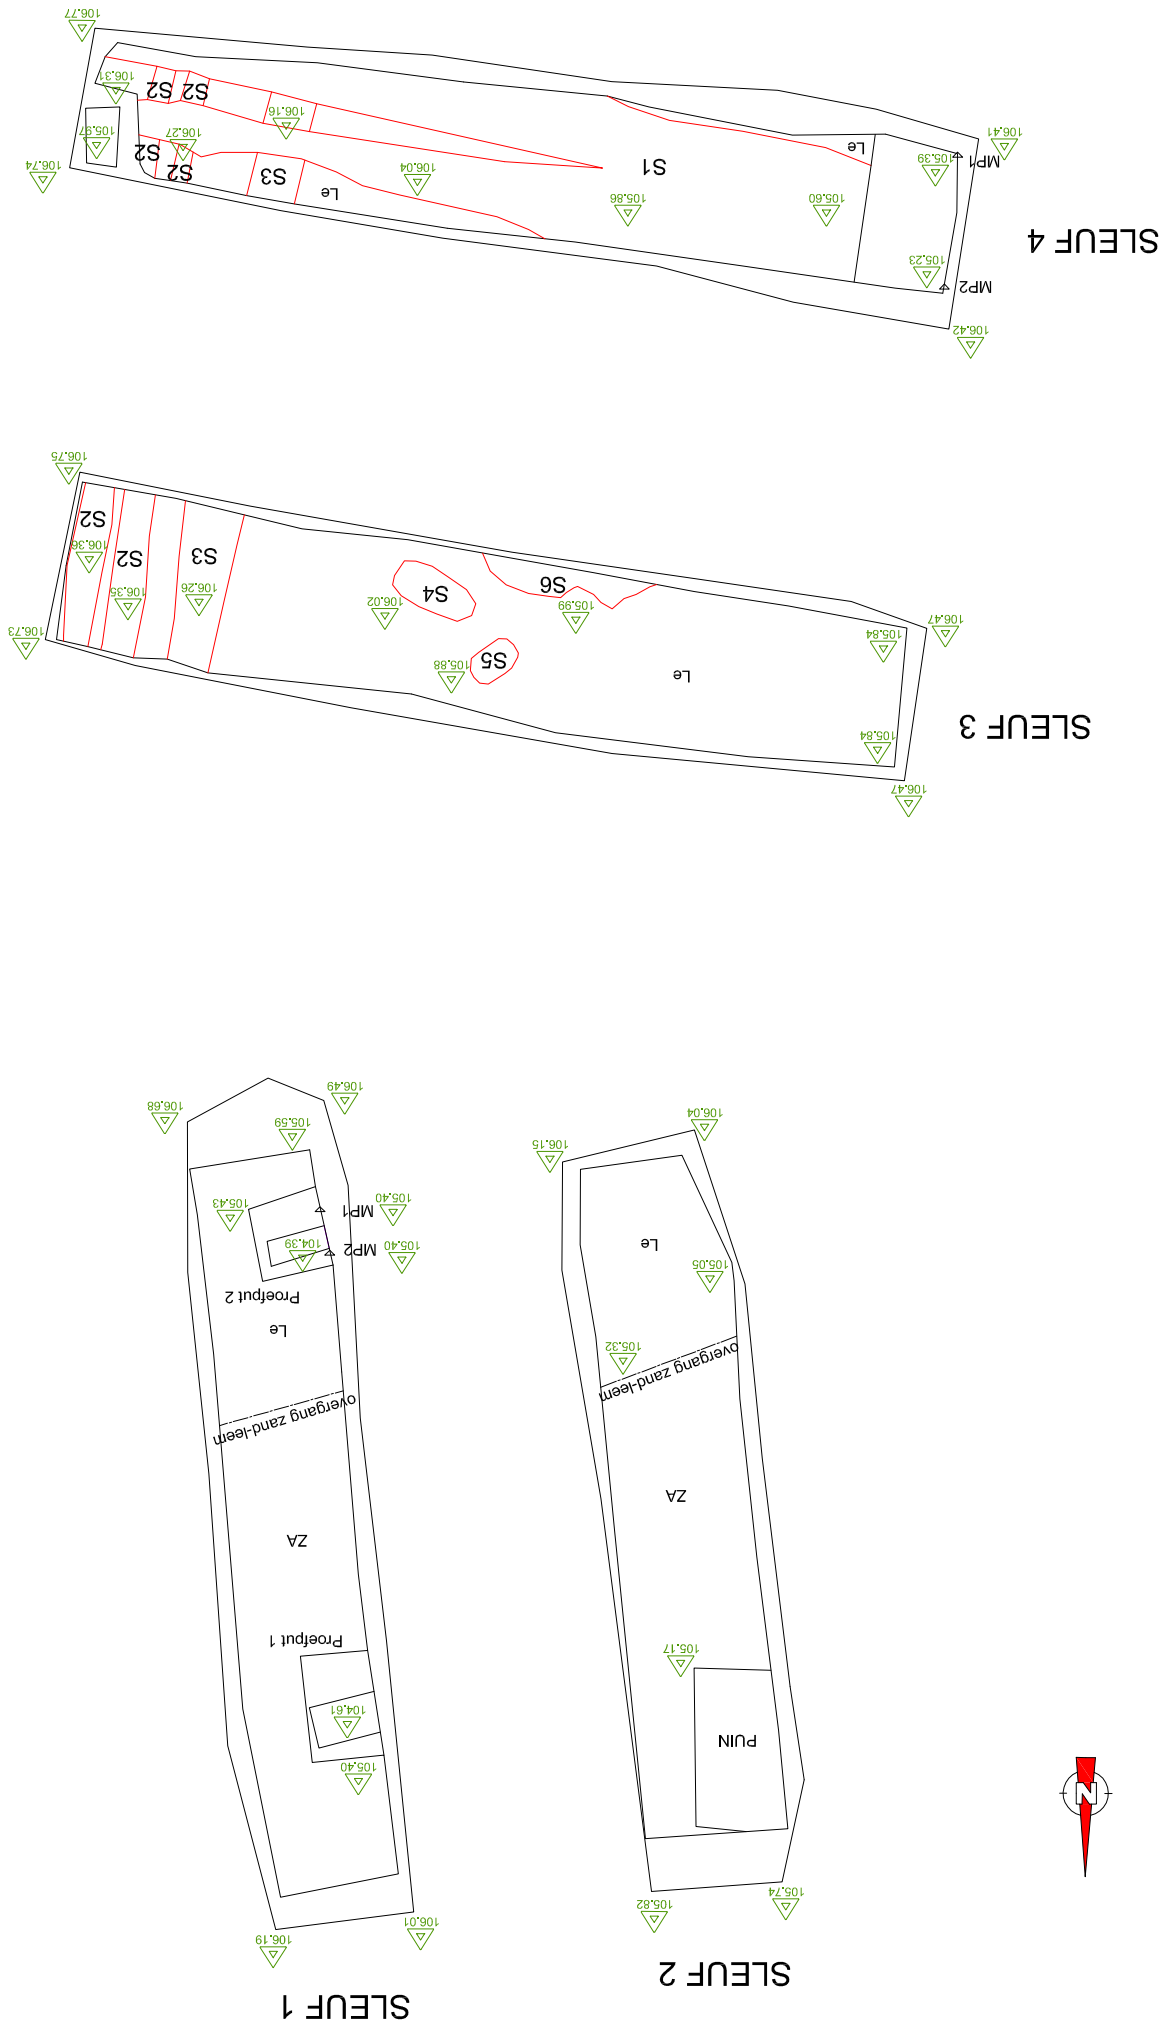 SLEUF 1
SLEUF 2
106.19
106.01
105.82
105.74
PUIN
105.40
104.61
Proefput 1
105.17
ZA
ZA
overgang zand-leem
overgang zand-leem
105.32
Le
Proefput 2
105.05
Le
104.39
MP2
105.40
MP1
105.40
105.43
105.59
106.15
106.04
106.68
106.49
N
SLEUF 3
106.47
105.84
105.84
106.47
Le
S5
105.88
S6
105.99
S4
106.02
S3
106.26
S2
106.35
S2
106.36
106.73
106.75
SLEUF 4
106.42
MP2
105.23
MP1
105.39
106.41
Le
105.60
S1
105.86
106.04
Le
S3
106.16
S2
S2
106.27
S2
S2
106.31
105.97
106.74
106.77